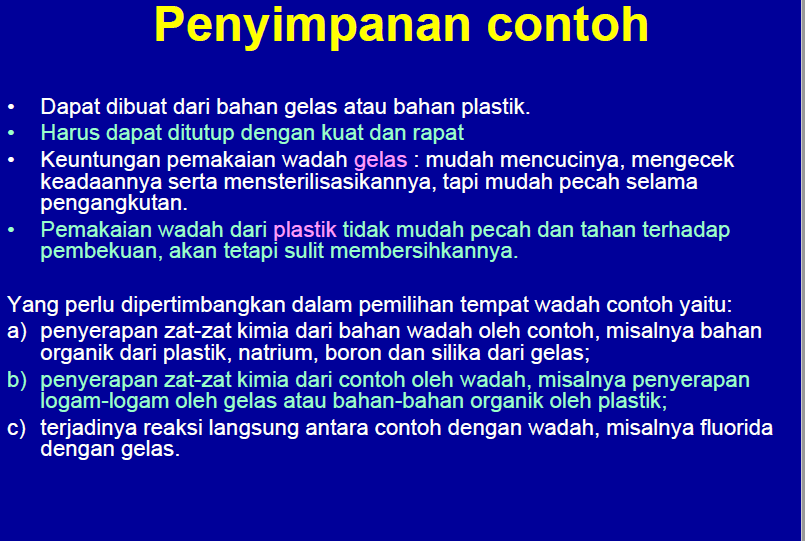 Penyimpanan contoh
• Dapat dibuat dari bahan gelas atau bahan plastik.
• Harus dapat ditutup dengan kuat dan rapat
• Keuntungan pemakaian wadah gelas : mudah mencucinya, mengecek
keadaannya serta mensterilisasikannya, tapi mudah pecah selama
pengangkutan.
• Pemakaian wadah dari plastik tidak mudah pecah dan tahan terhadap
pembekuan, akan tetapi sulit membersihkannya.
Yang perlu dipertimbangkan dalam pemilihan tempat wadah contoh yaitu:
a) penyerapan zat-zat kimia dari bahan wadah oleh contoh, misalnya bahan
organik dari plastik, natrium, boron dan silika dari gelas;
b) penyerapan zat-zat kimia dari contoh oleh wadah, misalnya penyerapan
logam-logam oleh gelas atau bahan-bahan organik oleh plastik;
c) terjadinya reaksi langsung antara contoh dengan wadah, misalnya fluorida
dengan gelas.